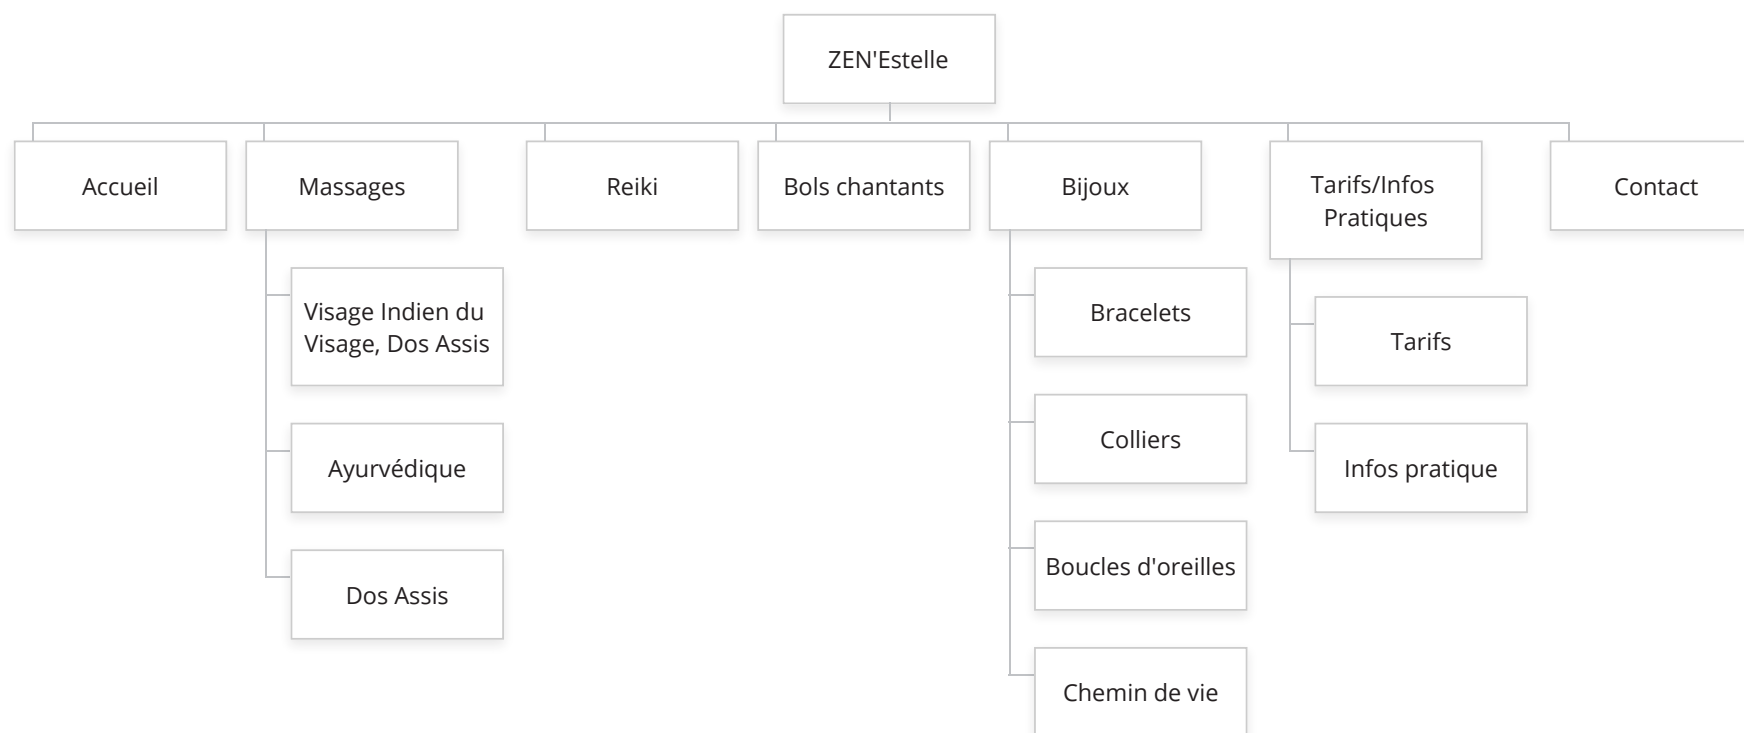 ZEN'Estelle
Accueil
Massages
Reiki
Bols chantants
Bijoux
Tarifs/Infos
Pratiques
Contact
Visage Indien du
Visage, Dos Assis
Ayurvédique
Dos Assis
Bracelets
Colliers
Boucles d'oreilles
Chemin de vie
Tarifs
Infos pratique